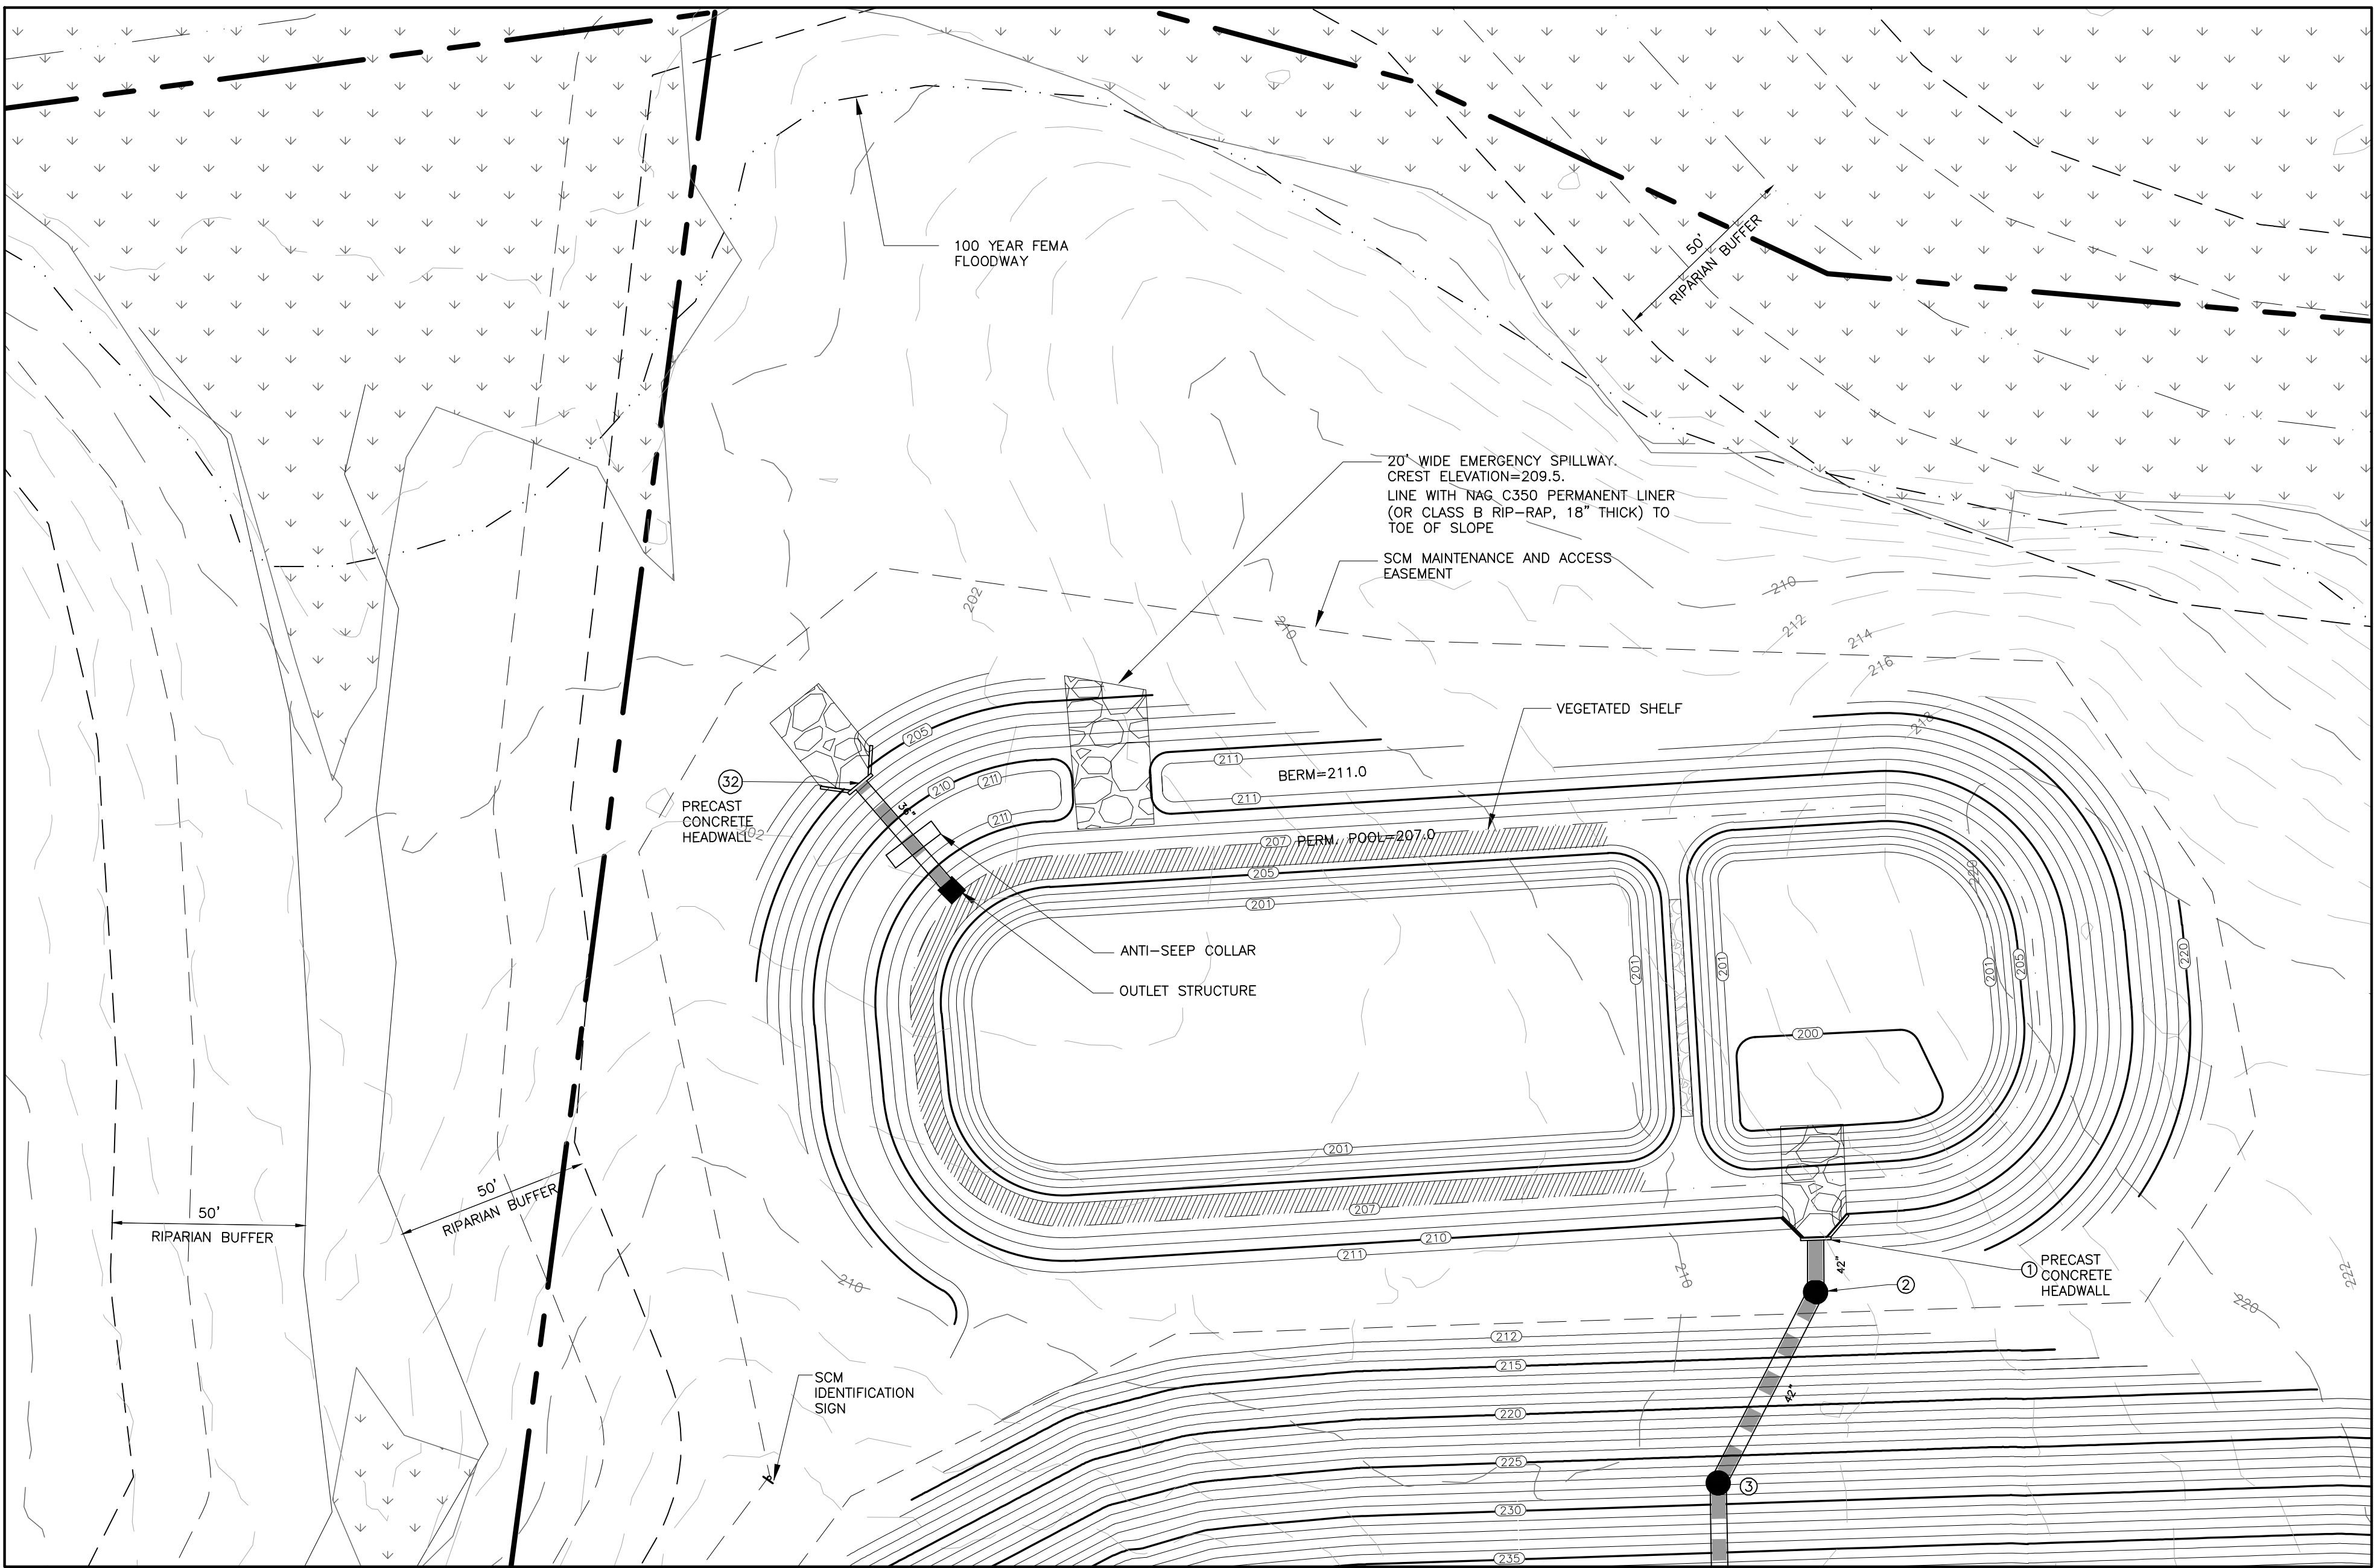 100 YEAR FEMA
FLOODWAY
50'
RIPARIAN BUFFER
20' WIDE EMERGENCY SPILLWAY.
CREST ELEVATION=209.5.
LINE WITH NAG C350 PERMANENT LINER
(OR CLASS B RIP-RAP, 18" THICK) TO
TOE OF SLOPE
SCM MAINTENANCE AND ACCESS
EASEMENT
202
210
210
212
214
216
218
VEGETATED SHELF
205
211
BERM=211.0
211
32
PRECAST
CONCRETE
HEADWALL
202
36"
210
211
211
207
PERM. POOL=207.0
205
201
220
ANTI-SEEP COLLAR
OUTLET STRUCTURE
201
201
201
205
220
200
201
207
210
211
50'
RIPARIAN BUFFER
50'
RIPARIAN BUFFER
210
210
42"
1
PRECAST
CONCRETE
HEADWALL
2
220
222
212
215
220
225
230
235
42"
3
SCM
IDENTIFICATION
SIGN